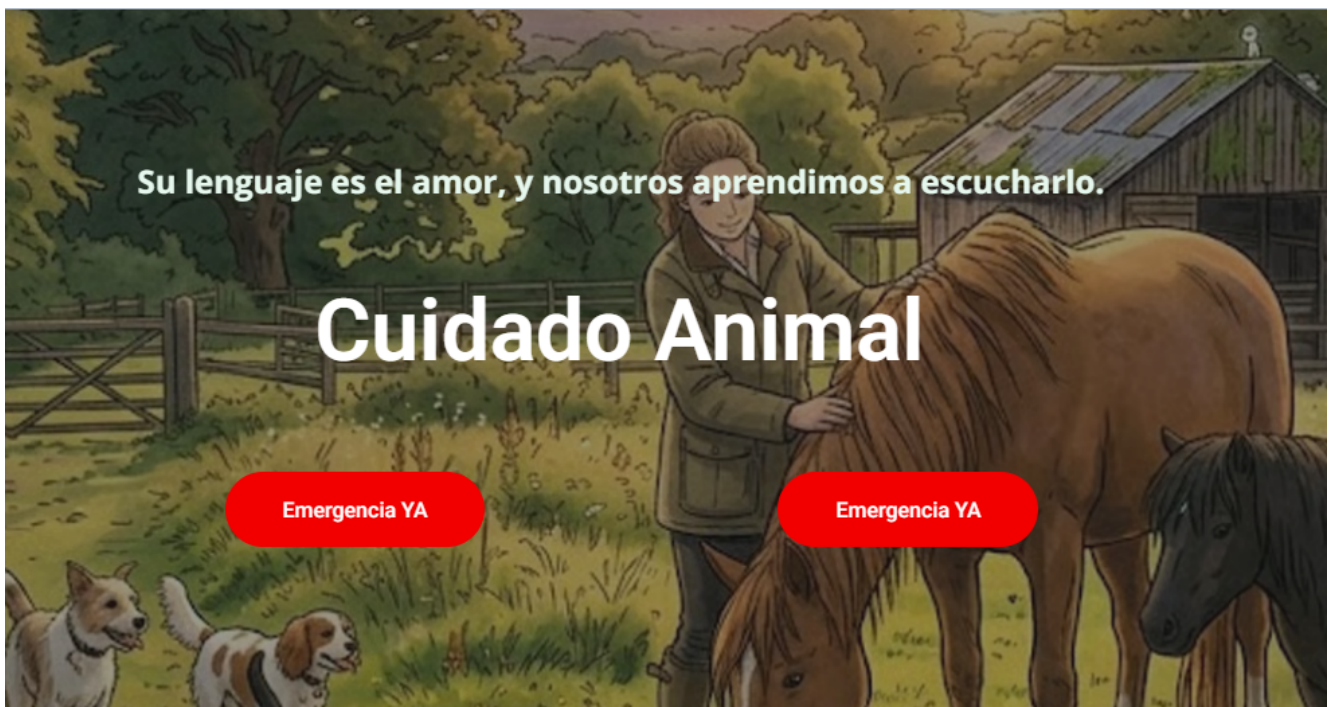 Su lenguaje es el amor, y nosotros aprendimos a escucharlo.
Cuidado Animal
Emergencia YA
Emergencia YA